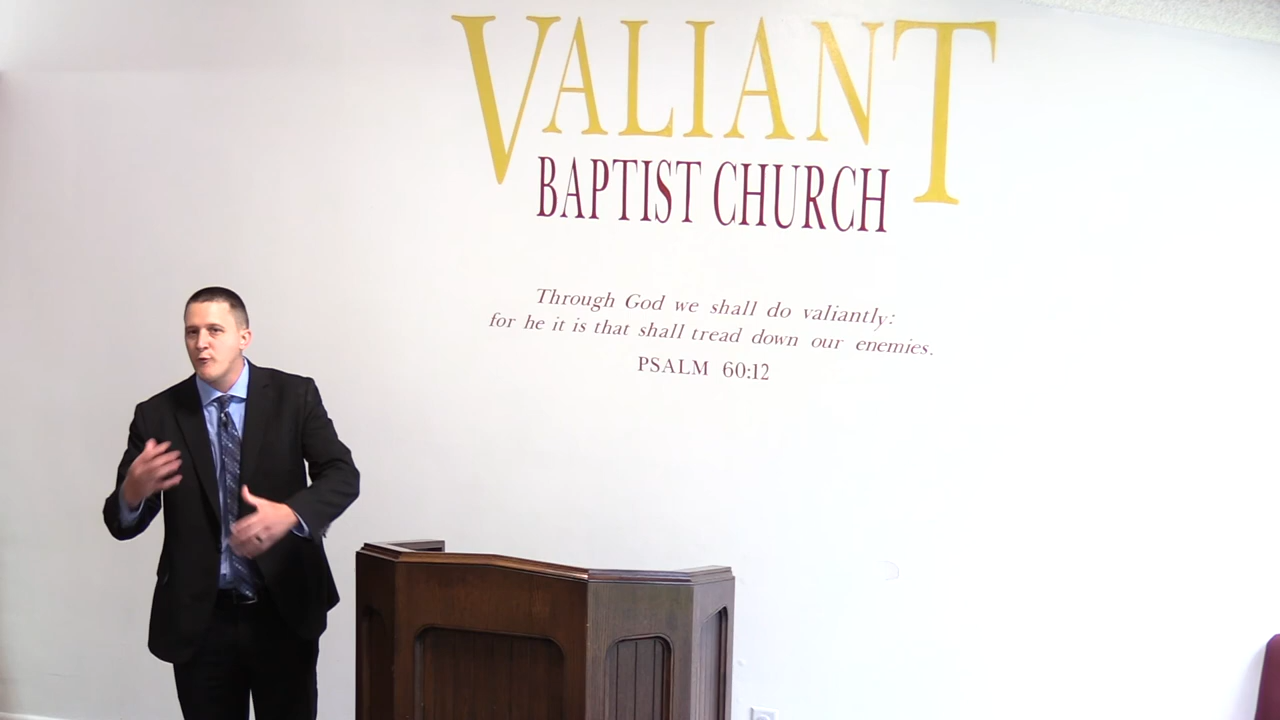 VALIANT
BAPTIST CHURCH
Through God we shall do valiantly:
for he it is that shall tread down our enemies.
PSALM 60:12